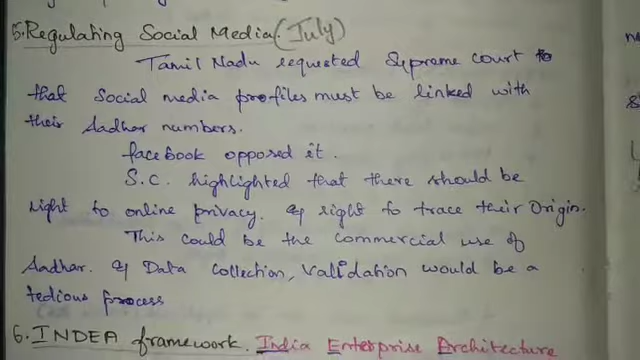 5. Regulating Social Media. (July)
Tamil Nadu requested Supreme court to
that social media profiles must be linked with
their Aadhar numbers.
facebook opposed it.
S.C. highlighted that there should be
right to online privacy. & right to trace their Origin.
This could be the commercial use of
Aadhar. & Data collection, Validation would be a
tedious process
6. INDEA framework. India Enterprise Architecture